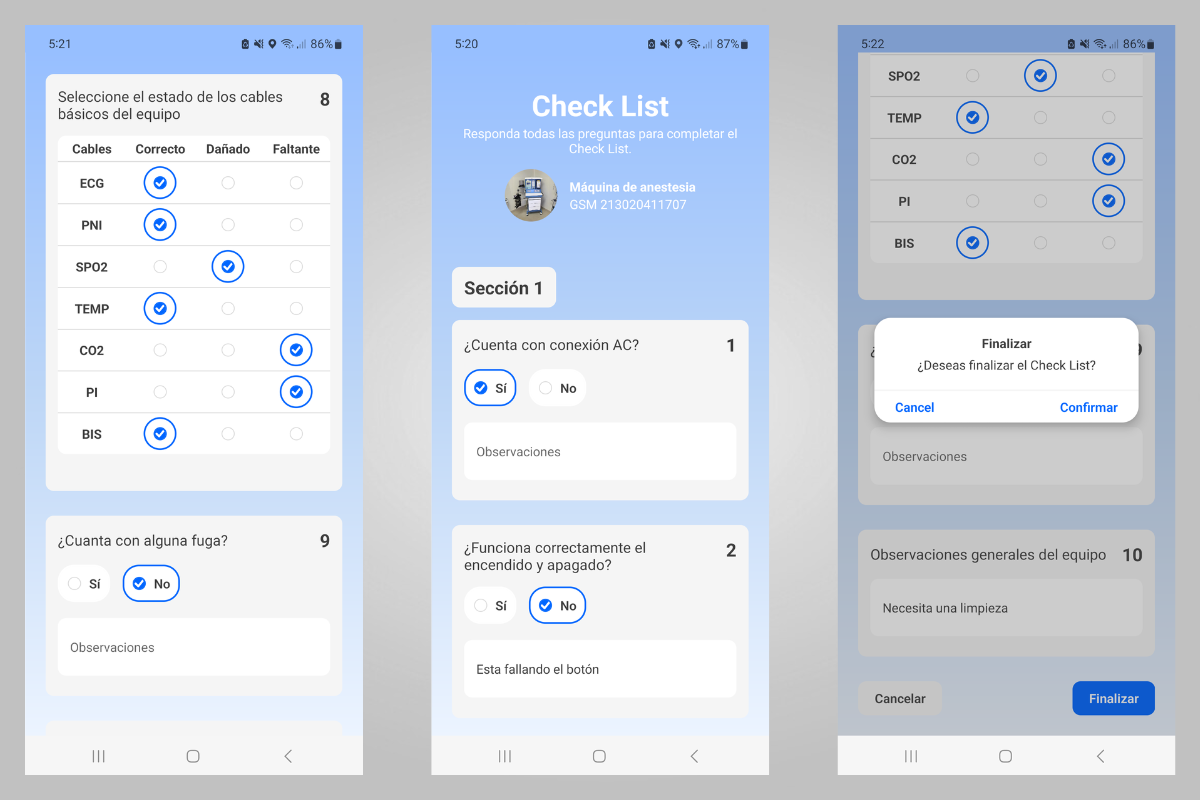 5:21
86%
Seleccione el estado de los cables
básicos del equipo
8
Cables Correcto Dañado Faltante
ECG
PNI
SPO2
TEMP
CO2
PI
BIS
¿Cuanta con alguna fuga?
9
Sí No
Observaciones
5:20
87%
Check List
Responda todas las preguntas para completar el
Check List.
Máquina de anestesia
GSM 213020411707
Sección 1
¿Cuenta con conexión AC?
1
Sí No
Observaciones
¿Funciona correctamente el
encendido y apagado?
2
Sí No
Esta fallando el botón
5:22
86%
SPO2
TEMP
CO2
PI
BIS
Finalizar
¿Deseas finalizar el Check List?
Cancel Confirmar
Observaciones
Observaciones generales del equipo
10
Necesita una limpieza
Cancelar Finalizar